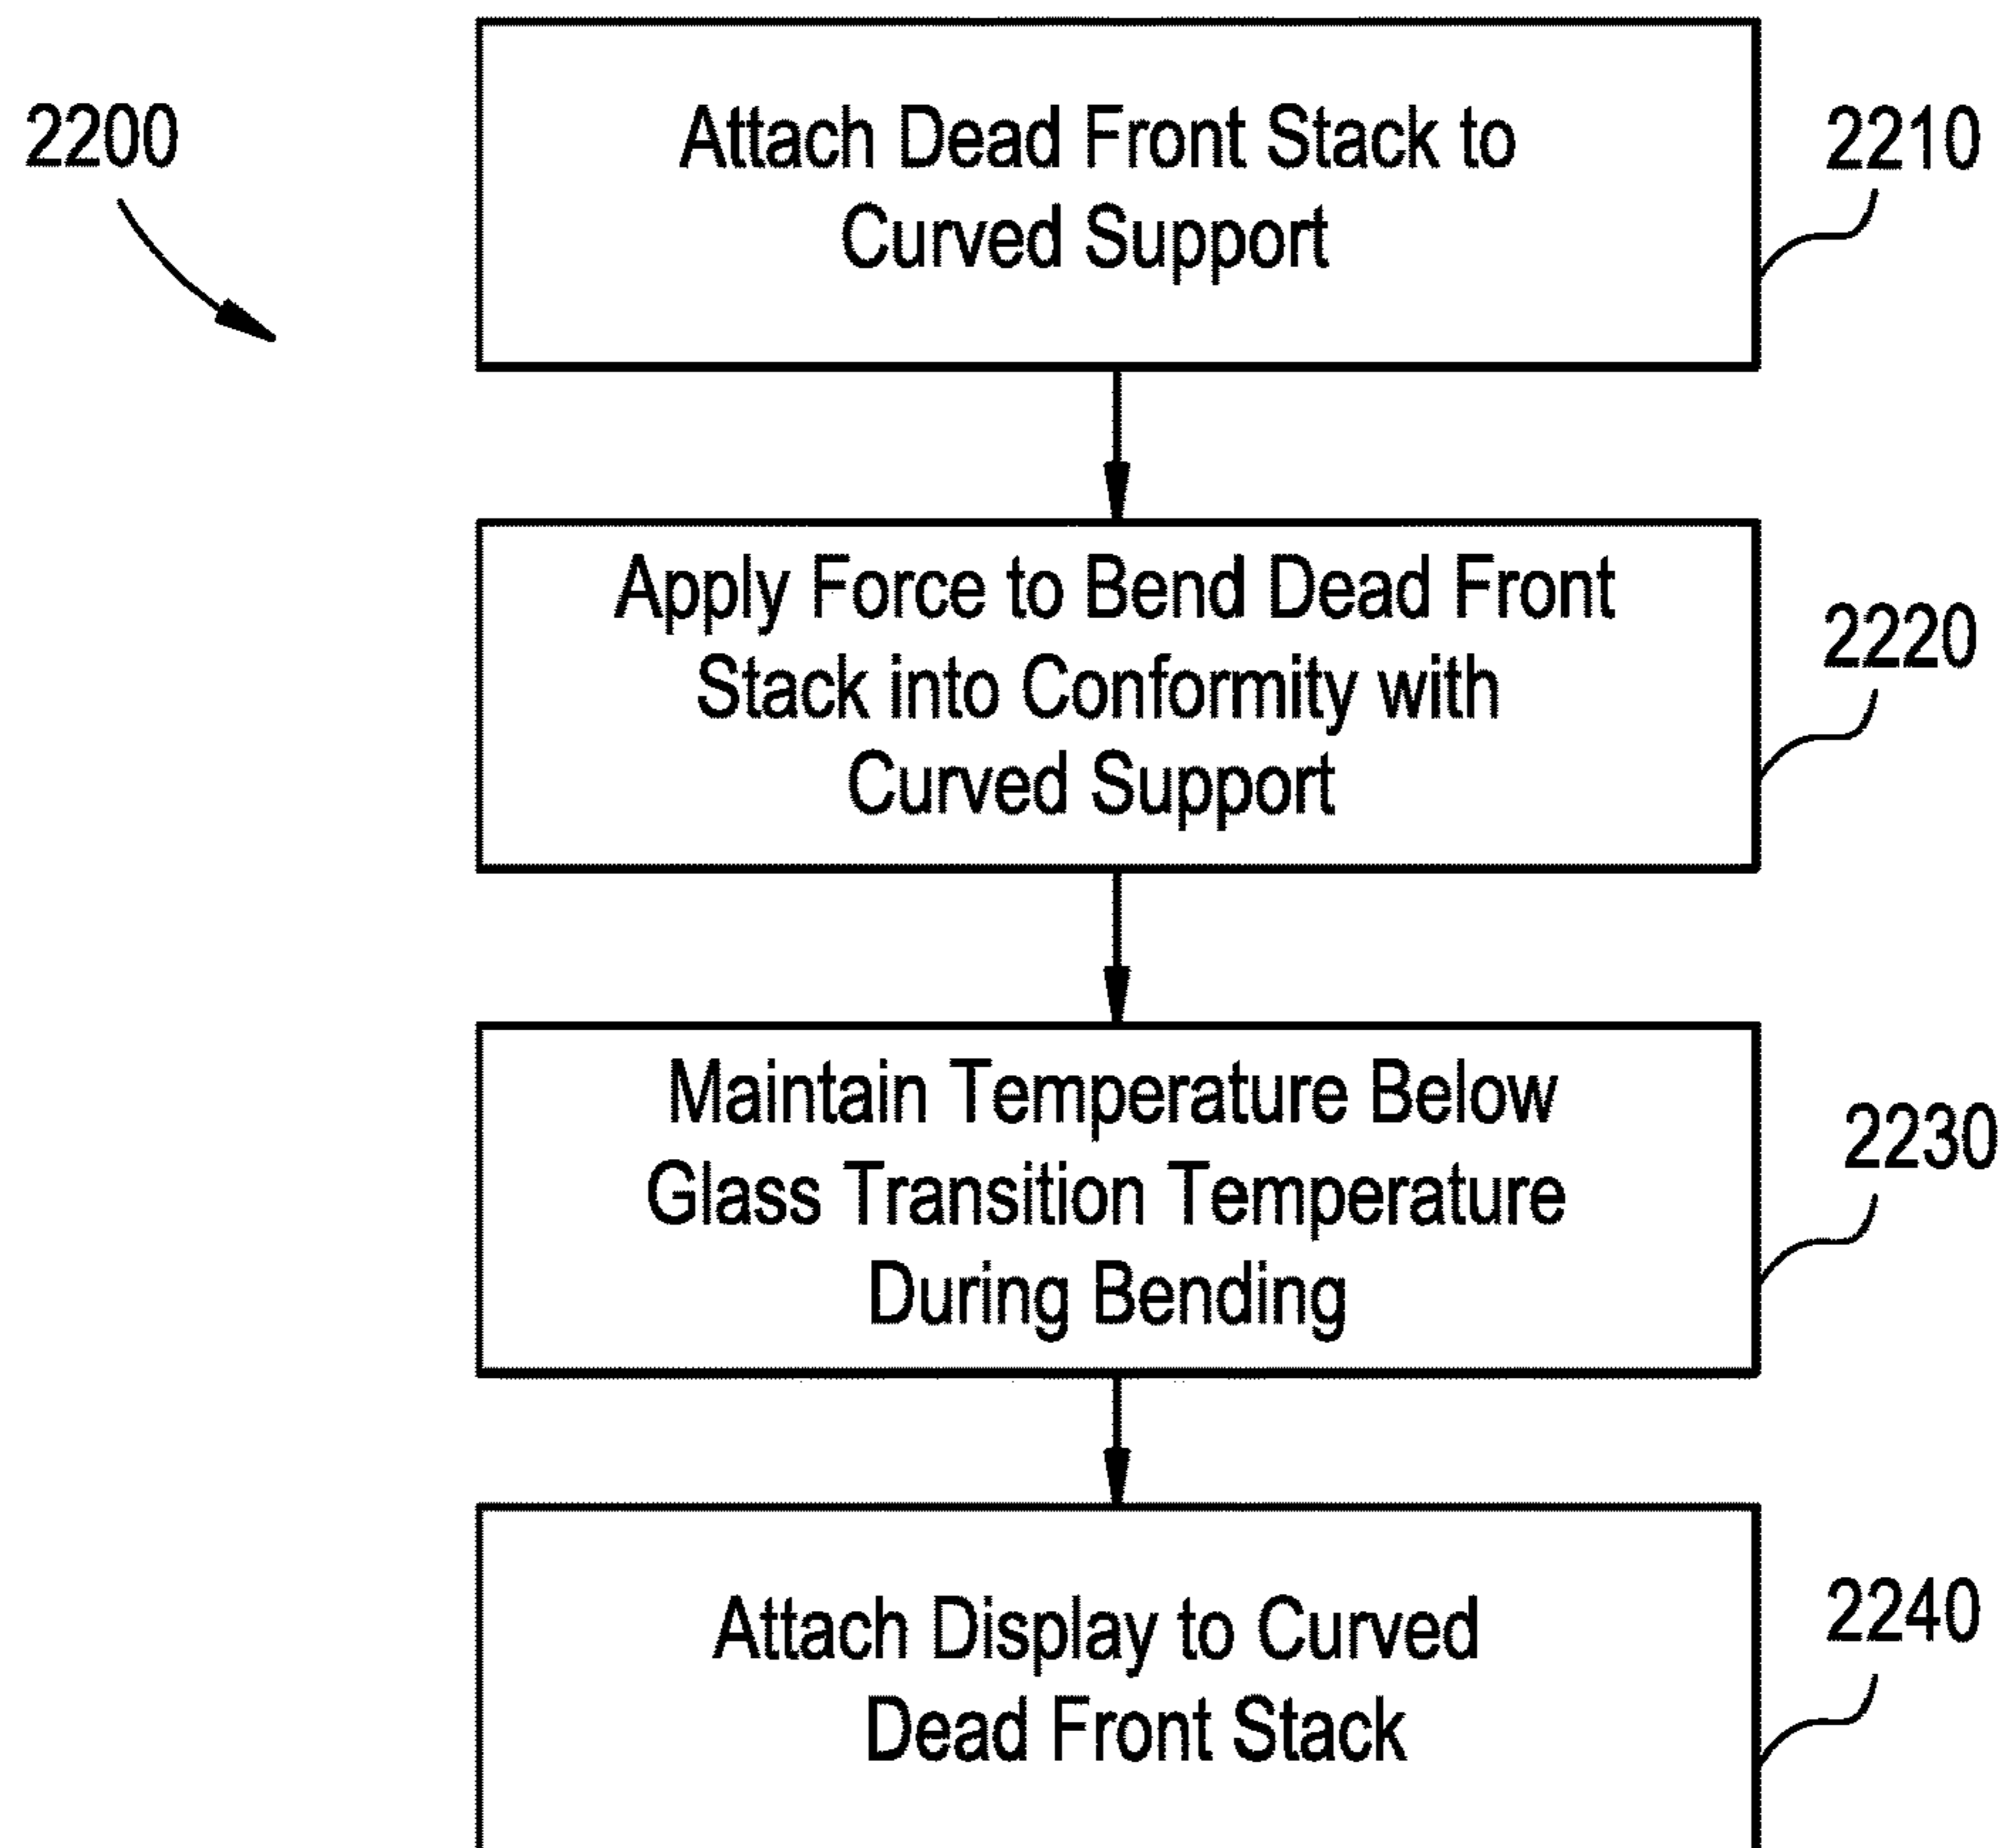 2200
Attach Dead Front Stack to
Curved Support
2210
Apply Force to Bend Dead Front
Stack into Conformity with
Curved Support
2220
Maintain Temperature Below
Glass Transition Temperature
During Bending
2230
Attach Display to Curved
Dead Front Stack
2240